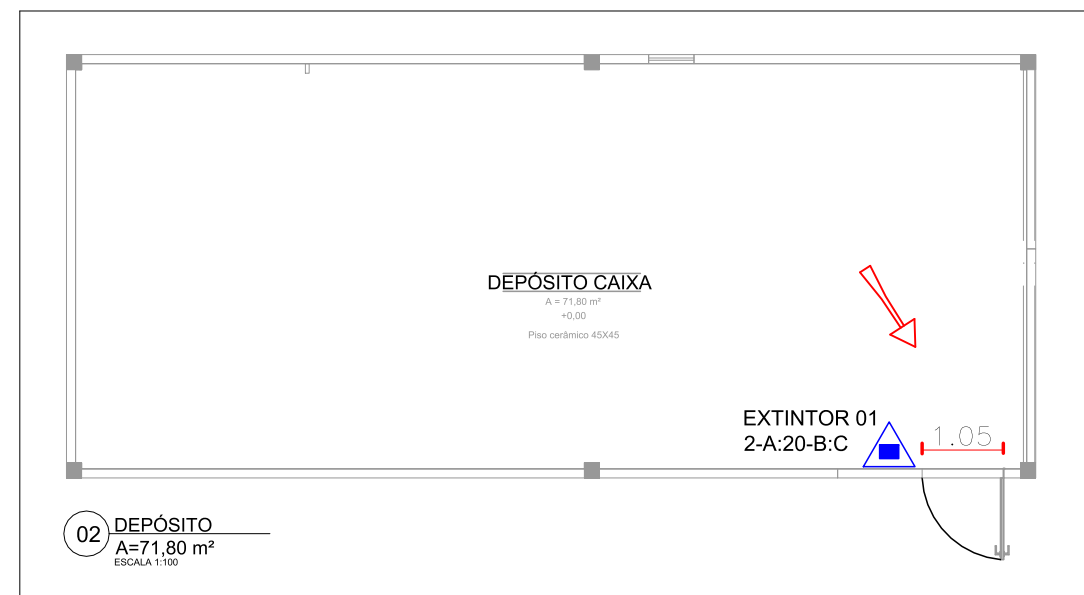 DEPÓSITO CAIXA
A = 71,80 m²
+0,00
Piso cerâmico 45X45
EXTINTOR 01
2-A:20-B:C
1.05
02
DEPÓSITO
A=71,80 m²
ESCALA 1:100